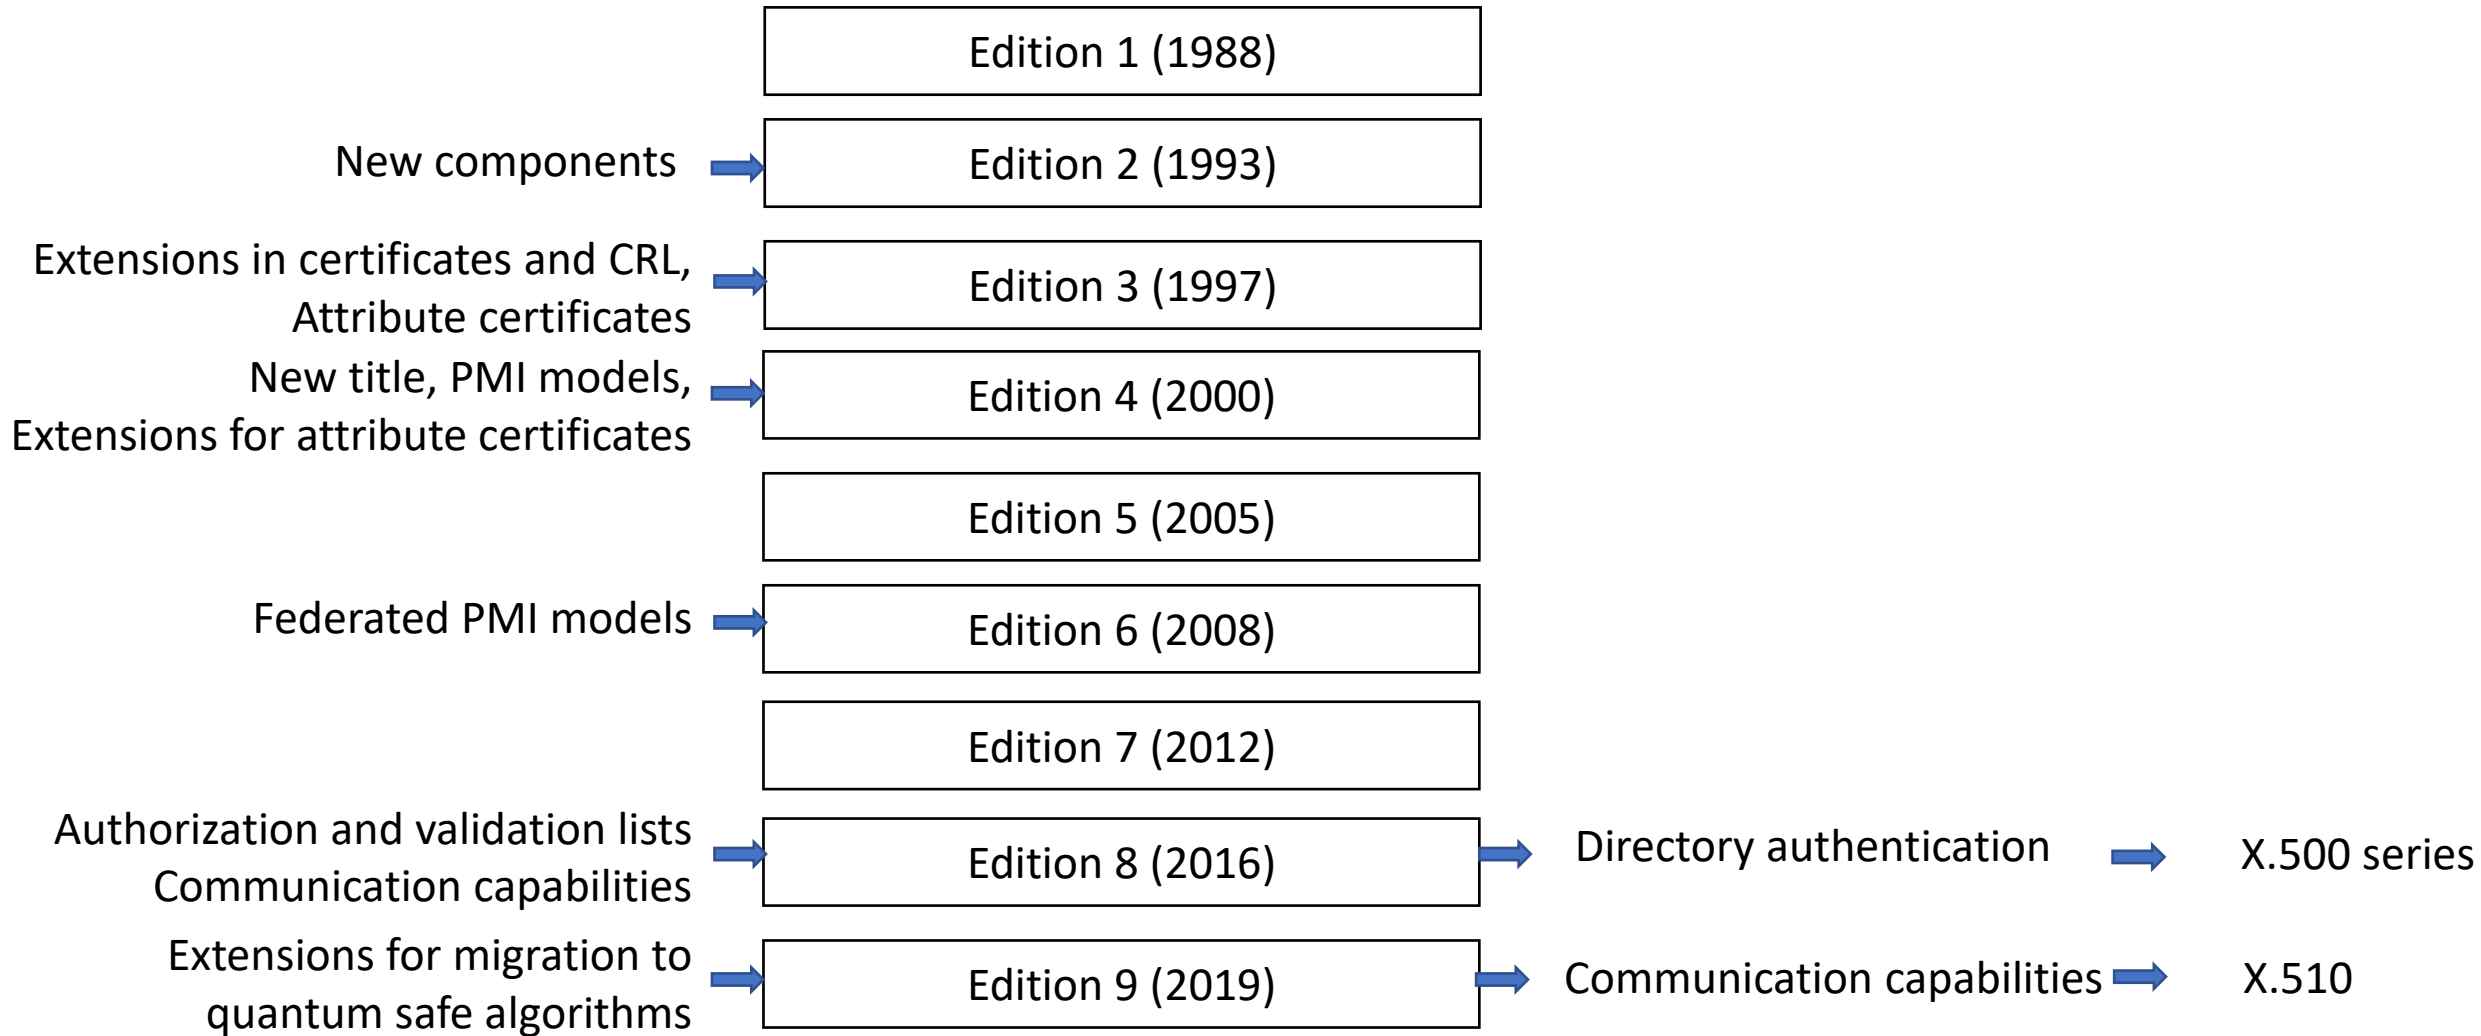 Edition 1 (1988)
New components
Edition 2 (1993)
Extensions in certificates and CRL,
Attribute certificates
Edition 3 (1997)
New title, PMI models,
Extensions for attribute certificates
Edition 4 (2000)
Edition 5 (2005)
Federated PMI models
Edition 6 (2008)
Edition 7 (2012)
Authorization and validation lists
Communication capabilities
Edition 8 (2016)
Directory authentication
X.500 series
Extensions for migration to
quantum safe algorithms
Edition 9 (2019)
Communication capabilities
X.510